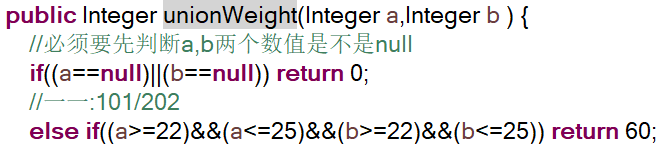 public Integer unionWeight(Integer a,Integer b ) {
//必须要先判断a,b两个数值是不是null
if((a==null)||(b==null)) return 0;
//一一:101/202
else if((a>=22)&&(a<=25)&&(b>=22)&&(b<=25)) return 60;